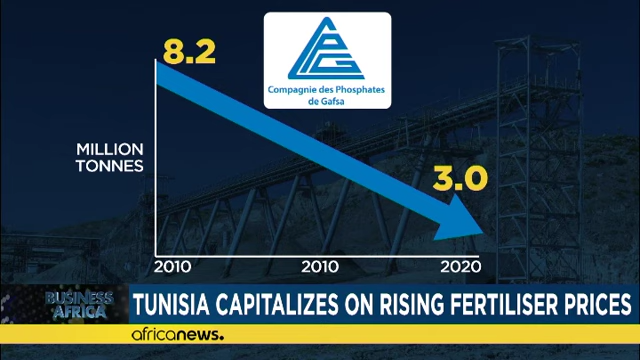 8.2
CPG
Compagnie des Phosphates
de Gafsa
MILLION
TONNES
3.0
2010
2010
2020
BUSINESS
AFRICA
TUNISIA CAPITALIZES ON RISING FERTILISER PRICES
africanews.